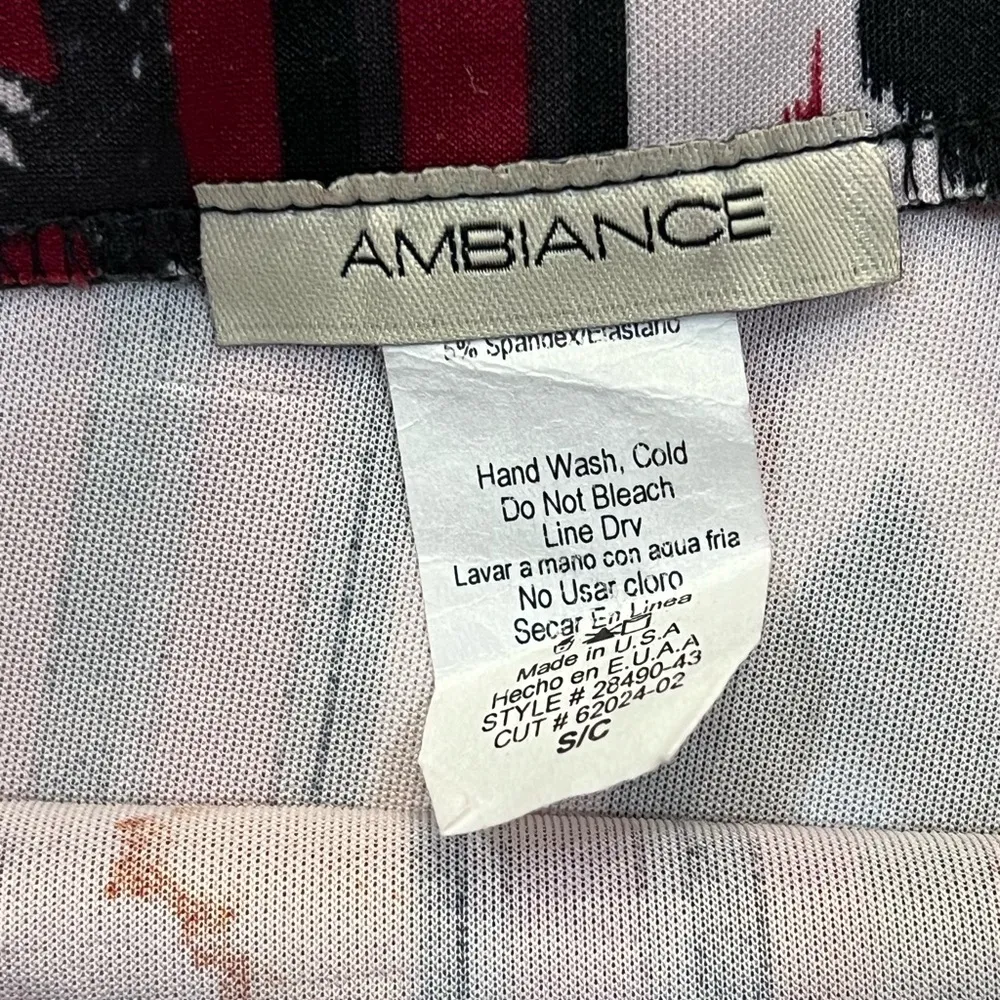 AMBIANCE
5% Spandex/Elastano
Hand Wash, Cold
Do Not Bleach
Line Dry
Lavar a mano con agua fria
No Usar cloro
Secar En Linea
Made in U.S.A
Hecho en E.U.A.A
STYLE # 28490-43
CUT # 62024-02
S/C